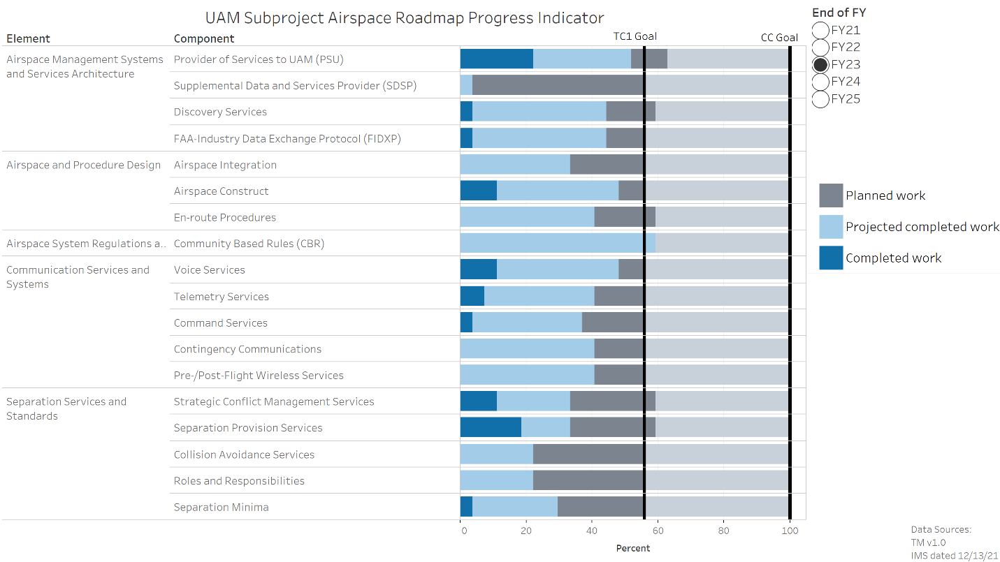 UAM Subproject Airspace Roadmap Progress Indicator
Element
Component
TC1 Goal
CC Goal
Airspace Management Systems
and Services Architecture
Provider of Services to UAM (PSU)
Supplemental Data and Services Provider (SDSP)
Discovery Services
FAA-Industry Data Exchange Protocol (FIDXP)
Airspace and Procedure Design
Airspace Integration
Airspace Construct
En-route Procedures
Airspace System Regulations a..
Community Based Rules (CBR)
Communication Services and
Systems
Voice Services
Telemetry Services
Command Services
Contingency Communications
Pre-/Post-Flight Wireless Services
Separation Services and
Standards
Strategic Conflict Management Services
Separation Provision Services
Collision Avoidance Services
Roles and Responsibilities
Separation Minima
0 20 40 60 80 100
Percent
End of FY
FY21
FY22
FY23
FY24
FY25
Planned work
Projected completed work
Completed work
Data Sources:
TM v1.0
IMS dated 12/13/21